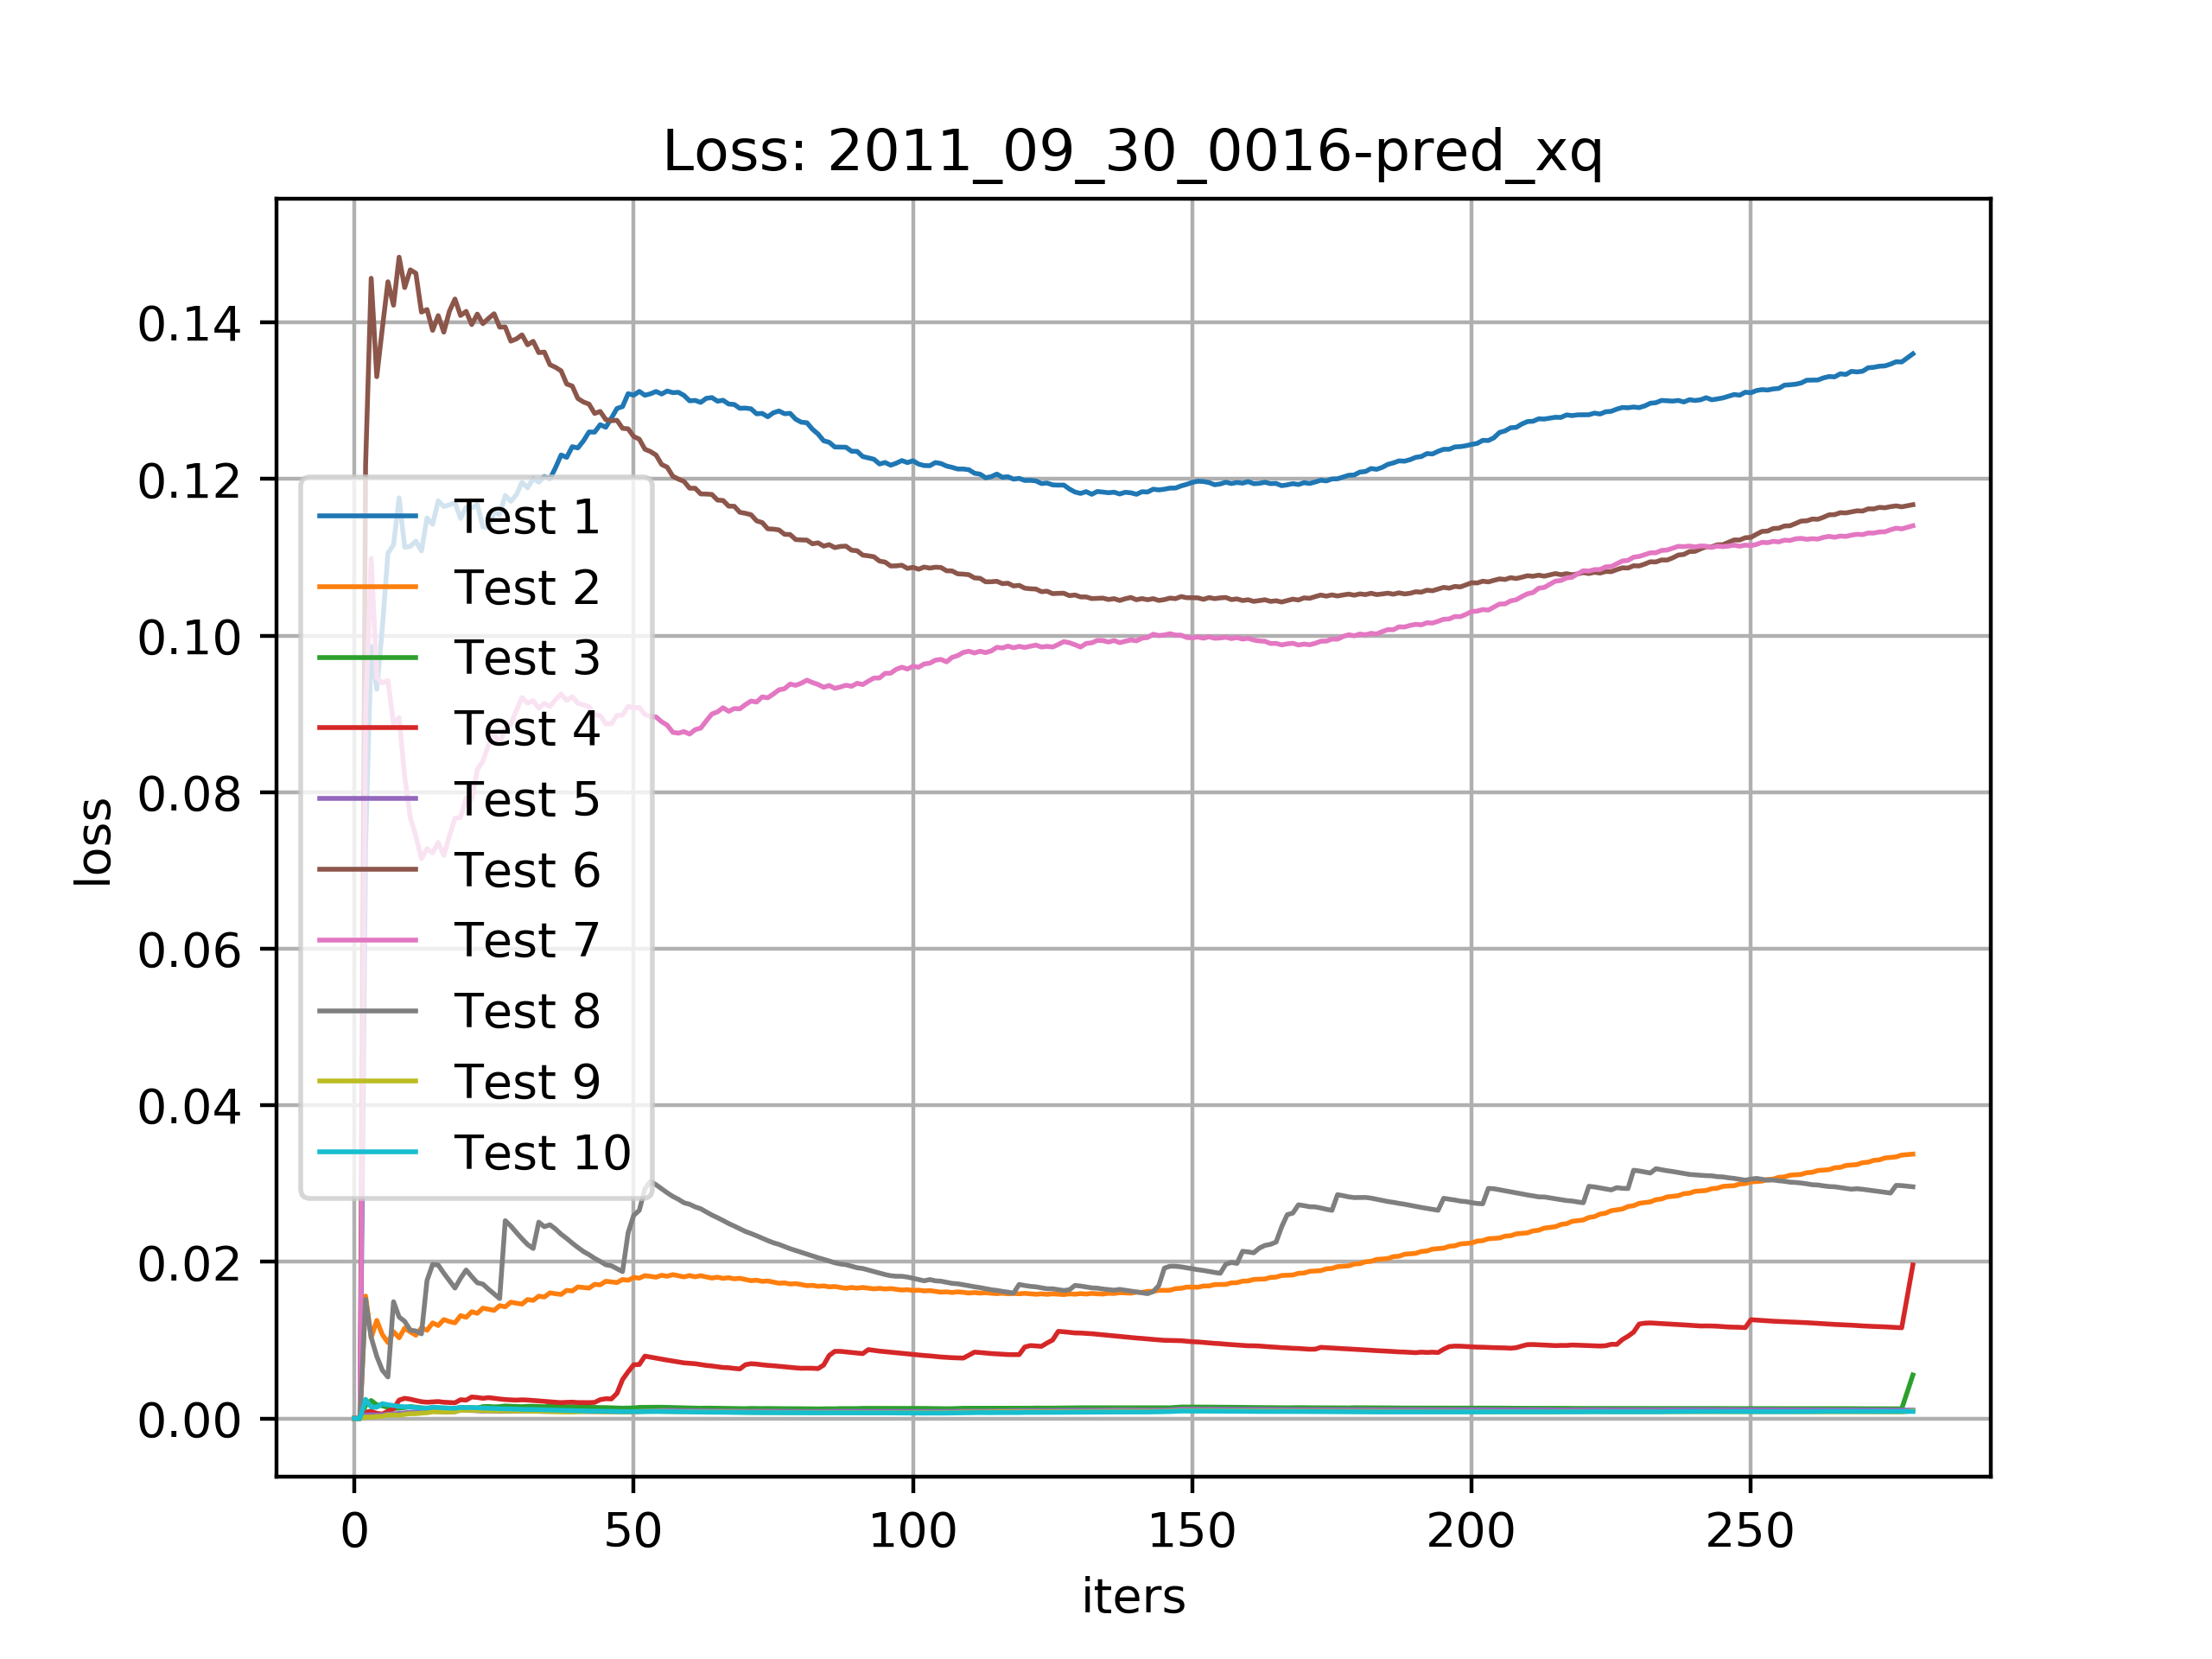 Loss: 2011_09_30_0016-pred_xq
0.14
0.12
0.10
0.08
0.06
0.04
0.02
0.00
loss
Test 1
Test 2
Test 3
Test 4
Test 5
Test 6
Test 7
Test 8
Test 9
Test 10
0 50 100 150 200 250
iters